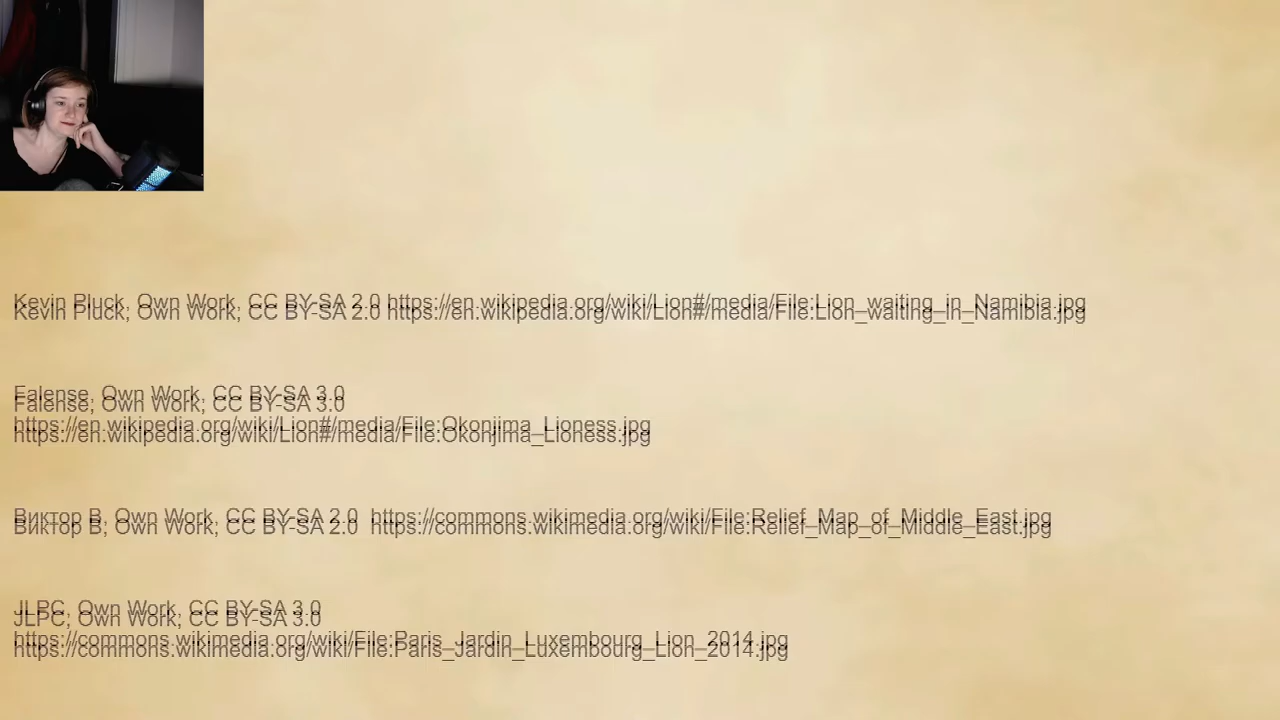 Kevin Pluck, Own Work, CC BY-SA 2.0 https://en.wikipedia.org/wiki/Lion#/media/File:Lion_waiting_in_Namibia.jpg
Falense, Own Work, CC BY-SA 3.0
https://en.wikipedia.org/wiki/Lion#/media/File:Okonjima_Lioness.jpg
Виктор В, Own Work, CC BY-SA 2.0 https://commons.wikimedia.org/wiki/File:Relief_Map_of_Middle_East.jpg
JLPC, Own Work, CC BY-SA 3.0
https://commons.wikimedia.org/wiki/File:Paris_Jardin_Luxembourg_Lion_2014.jpg